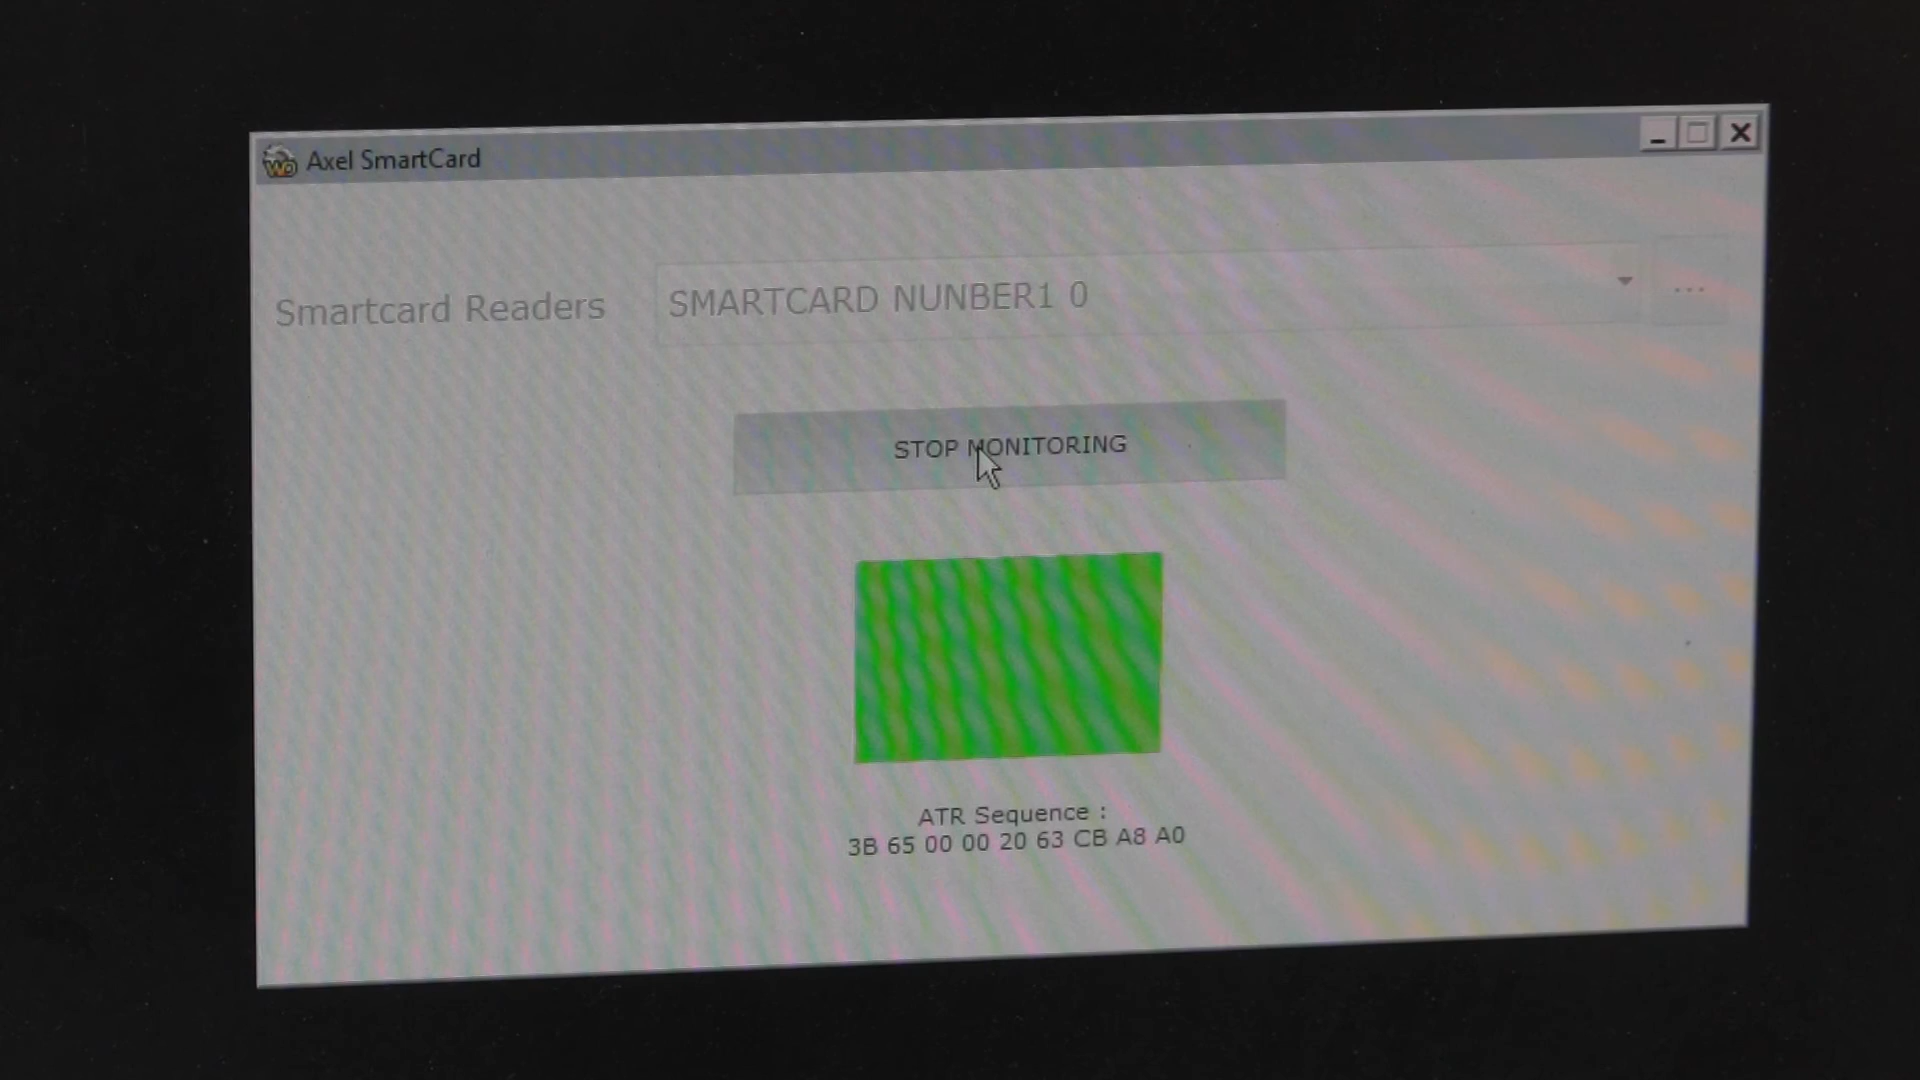 Axel SmartCard
Smartcard Readers
SMARTCARD NUNBER1 0
...
STOP MONITORING
ATR Sequence :
3B 65 00 00 20 63 CB A8 A0